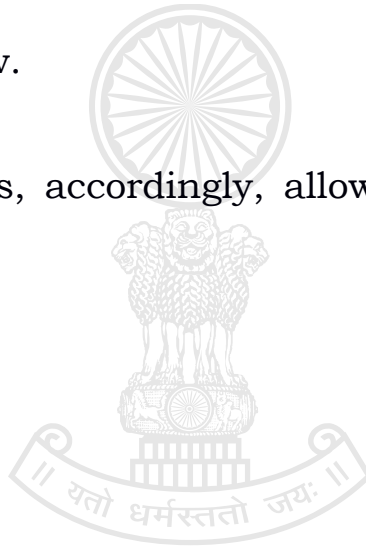 v.
s, accordingly, allow
॥ यतो धर्मस्ततो जयः ॥